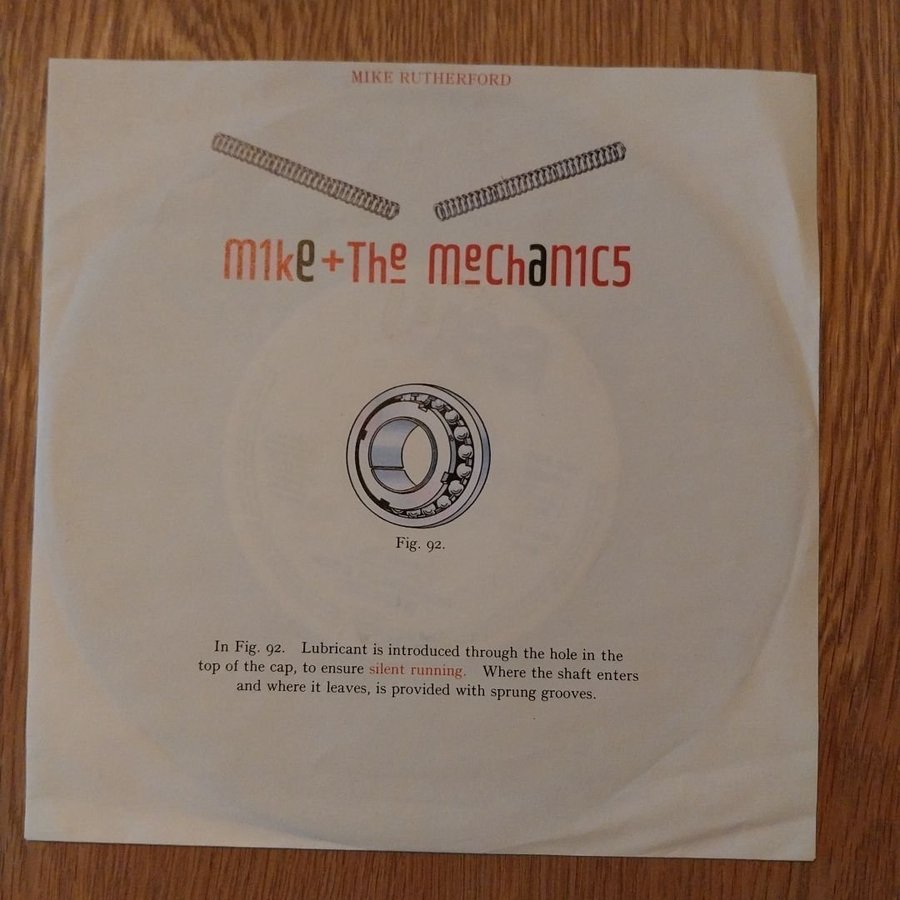 MIKE RUTHERFORD
m1ke+The mechan1c5
Fig. 92.
In Fig. 92. Lubricant is introduced through the hole in the
top of the cap, to ensure silent running. Where the shaft enters
and where it leaves, is provided with sprung grooves.